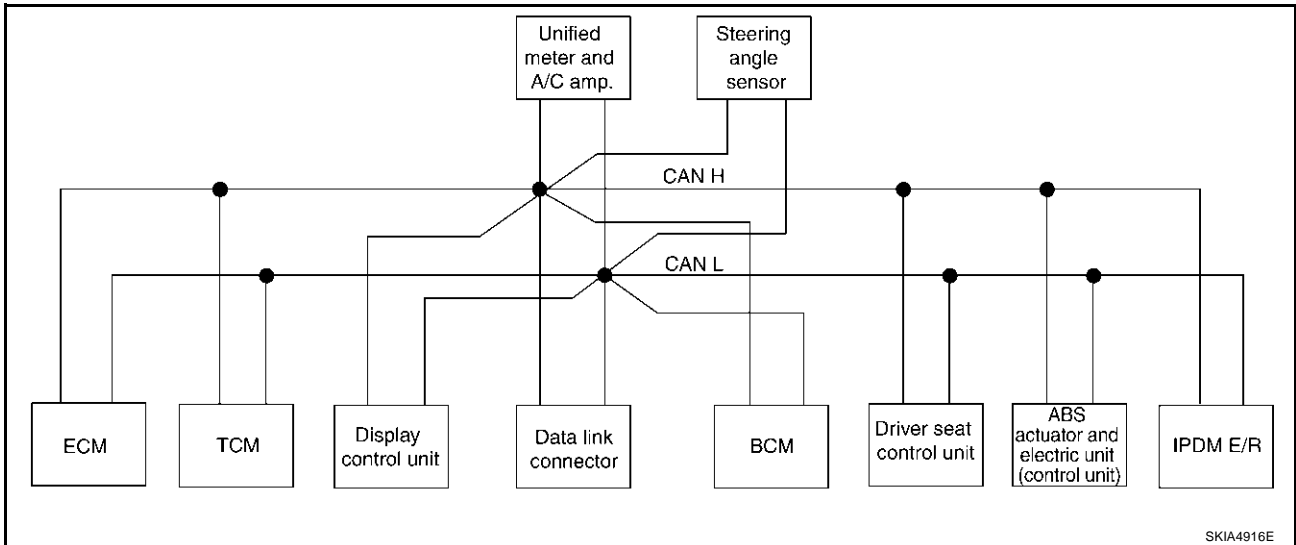 Unified
meter and
A/C amp.
Steering
angle
sensor
CAN H
CAN L
ECM
TCM
Display
control unit
Data link
connector
BCM
Driver seat
control unit
ABS
actuator and
electric unit
(control unit)
IPDM E/R
SKIA4916E